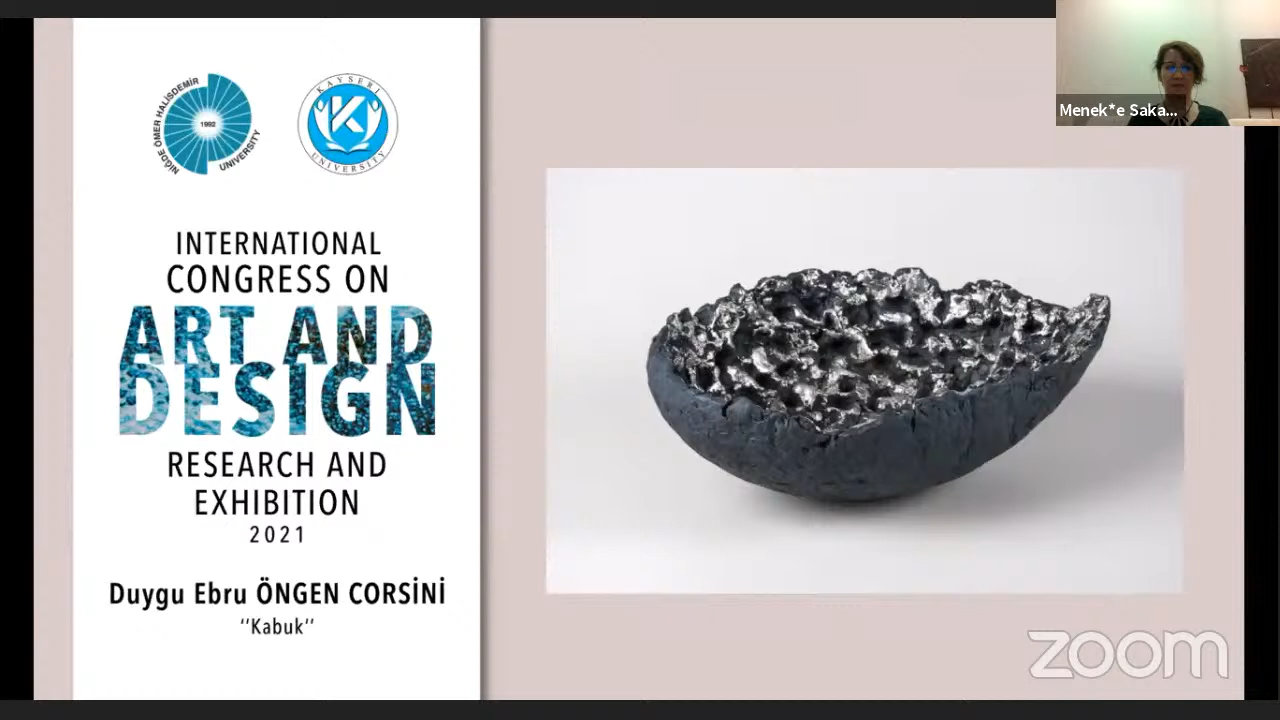 NİĞDE ÖMER HALİSDEMİR
UNIVERSITY
1992
KAYSERİ
UNIVERSITY
K
INTERNATIONAL
CONGRESS ON
ART AND
DESIGN
RESEARCH AND
EXHIBITION
2021
Duygu Ebru ÖNGEN CORSİNİ
‘‘Kabuk’’
Menek*e Saka...
zoom